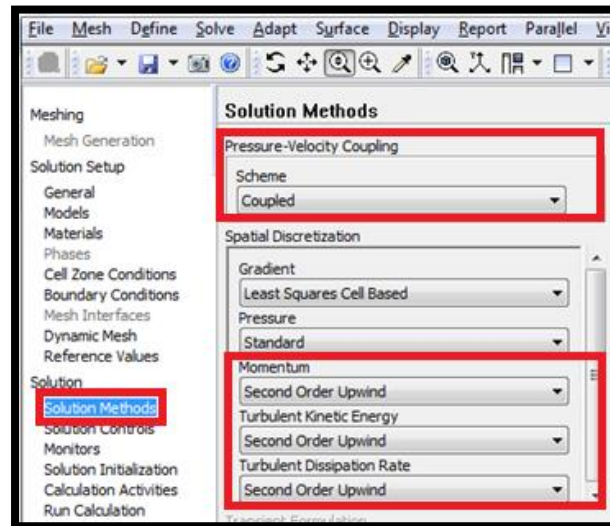 File Mesh Define Solve Adapt Surface Display Report Parallel
Meshing
Mesh Generation
Solution Setup
General
Models
Materials
Phases
Cell Zone Conditions
Boundary Conditions
Mesh Interfaces
Dynamic Mesh
Reference Values
Solution
Solution Methods
Solution Controls
Monitors
Solution Initialization
Calculation Activities
Run Calculation
Solution Methods
Pressure-Velocity Coupling
Scheme
Coupled
Spatial Discretization
Gradient
Least Squares Cell Based
Pressure
Standard
Momentum
Second Order Upwind
Turbulent Kinetic Energy
Second Order Upwind
Turbulent Dissipation Rate
Second Order Upwind
Transient Formulation